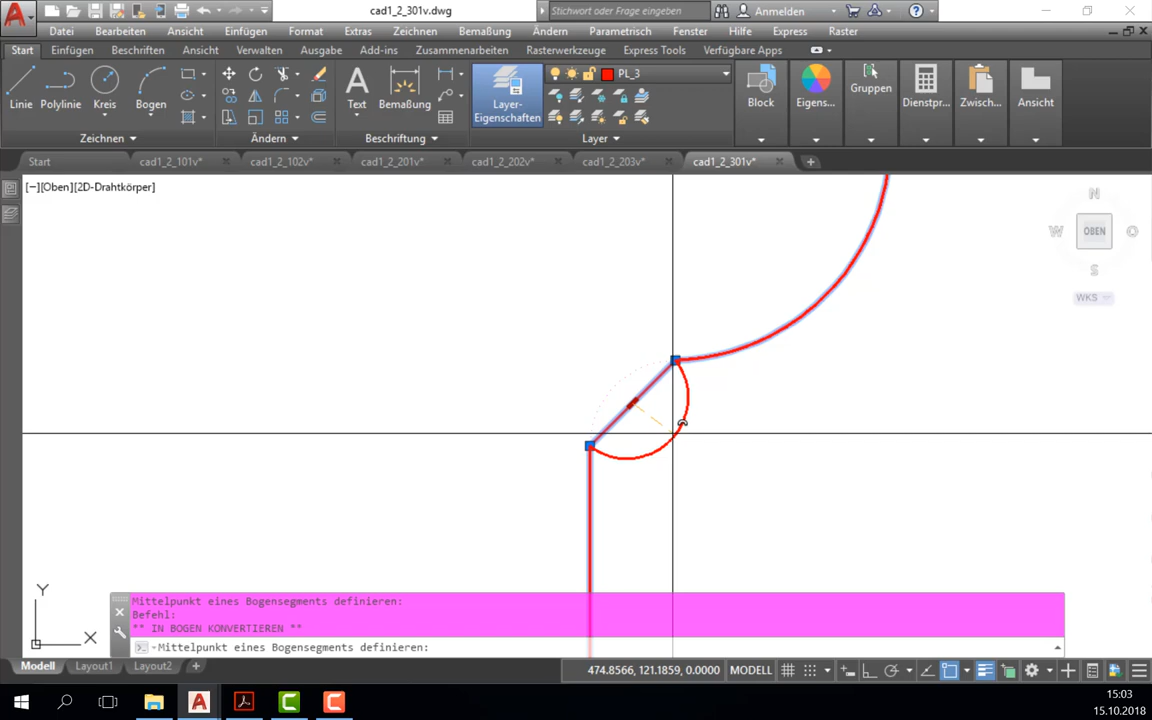 cad1_2_301v.dwg
Stichwort oder Frage eingeben
Anmelden
Datei Bearbeiten Ansicht Einfügen Format Extras Zeichnen Bemaßung Ändern Parametrisch Fenster Hilfe Express Raster
Start Einfügen Beschriften Ansicht Verwalten Ausgabe Add-ins Zusammenarbeiten Rasterwerkzeuge Express Tools Verfügbare Apps
PL_3
Linie Polylinie Kreis Bogen Text Bemaßung Layer-
Eigenschaften Block Eigens... Gruppen Dienstpr... Zwisch... Ansicht
Zeichnen Ändern Beschriftung Layer
Start cad1_2_101v* cad1_2_102v* cad1_2_201v* cad1_2_202v* cad1_2_203v* cad1_2_301v*
[−][Oben][2D-Drahtkörper]
N
W OBEN O
S
WKS
Y
X
Mittelpunkt eines Bogensegments definieren:
Befehl:
** IN BOGEN KONVERTIEREN **
Mittelpunkt eines Bogensegments definieren:
Modell Layout1 Layout2 +
474.8566, 121.1859, 0.0000 MODELL
15:03
15.10.2018